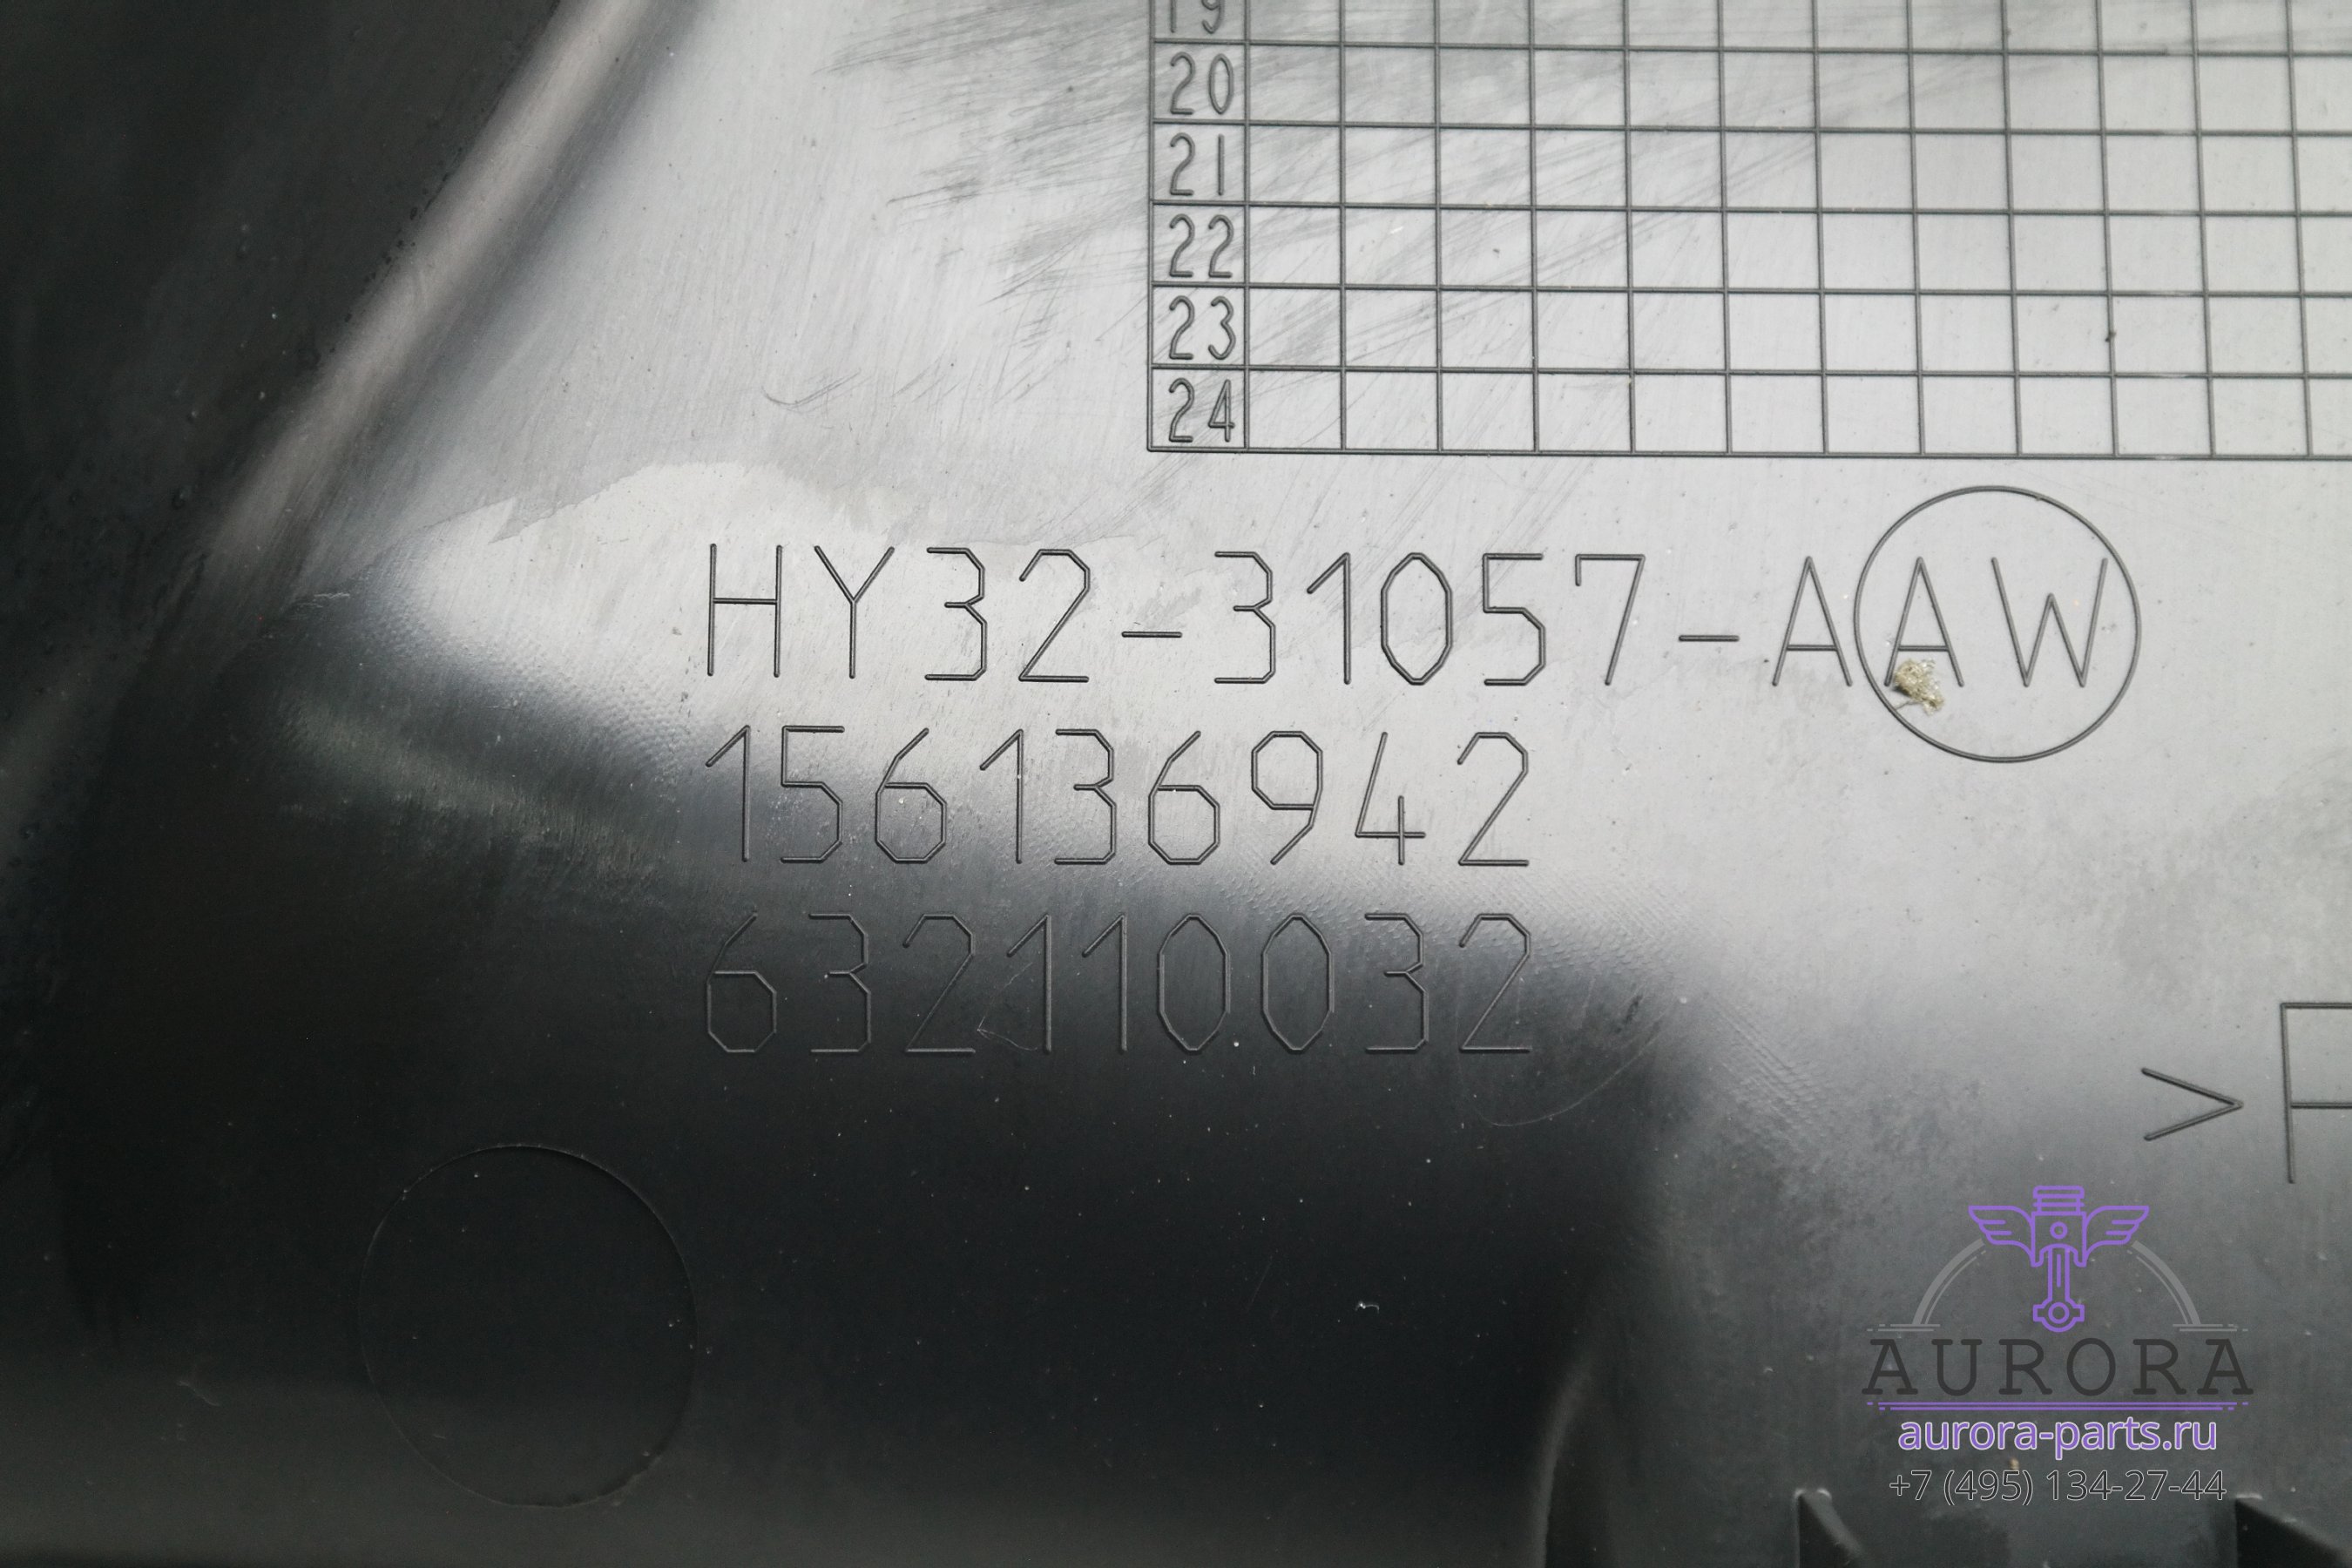 19
20
21
22
23
24
HY32-31057-AAW
156136942
632110032
>
AURORA
aurora-parts.ru
+7 (495) 134-27-44